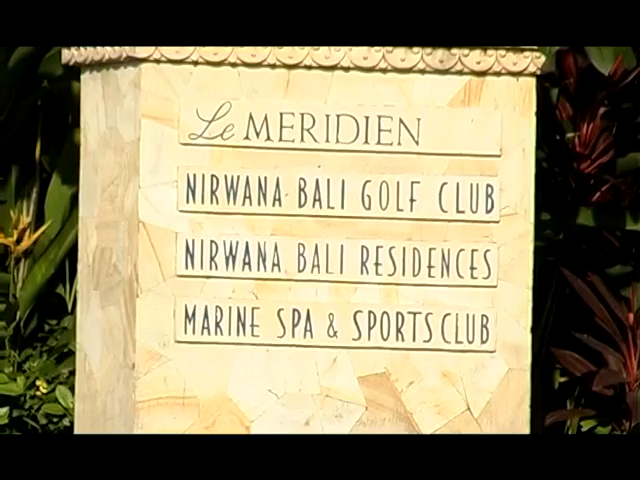 Le MERIDIEN
NIRWANA BALI GOLF CLUB
NIRWANA BALI RESIDENCES
MARINE SPA & SPORTS CLUB